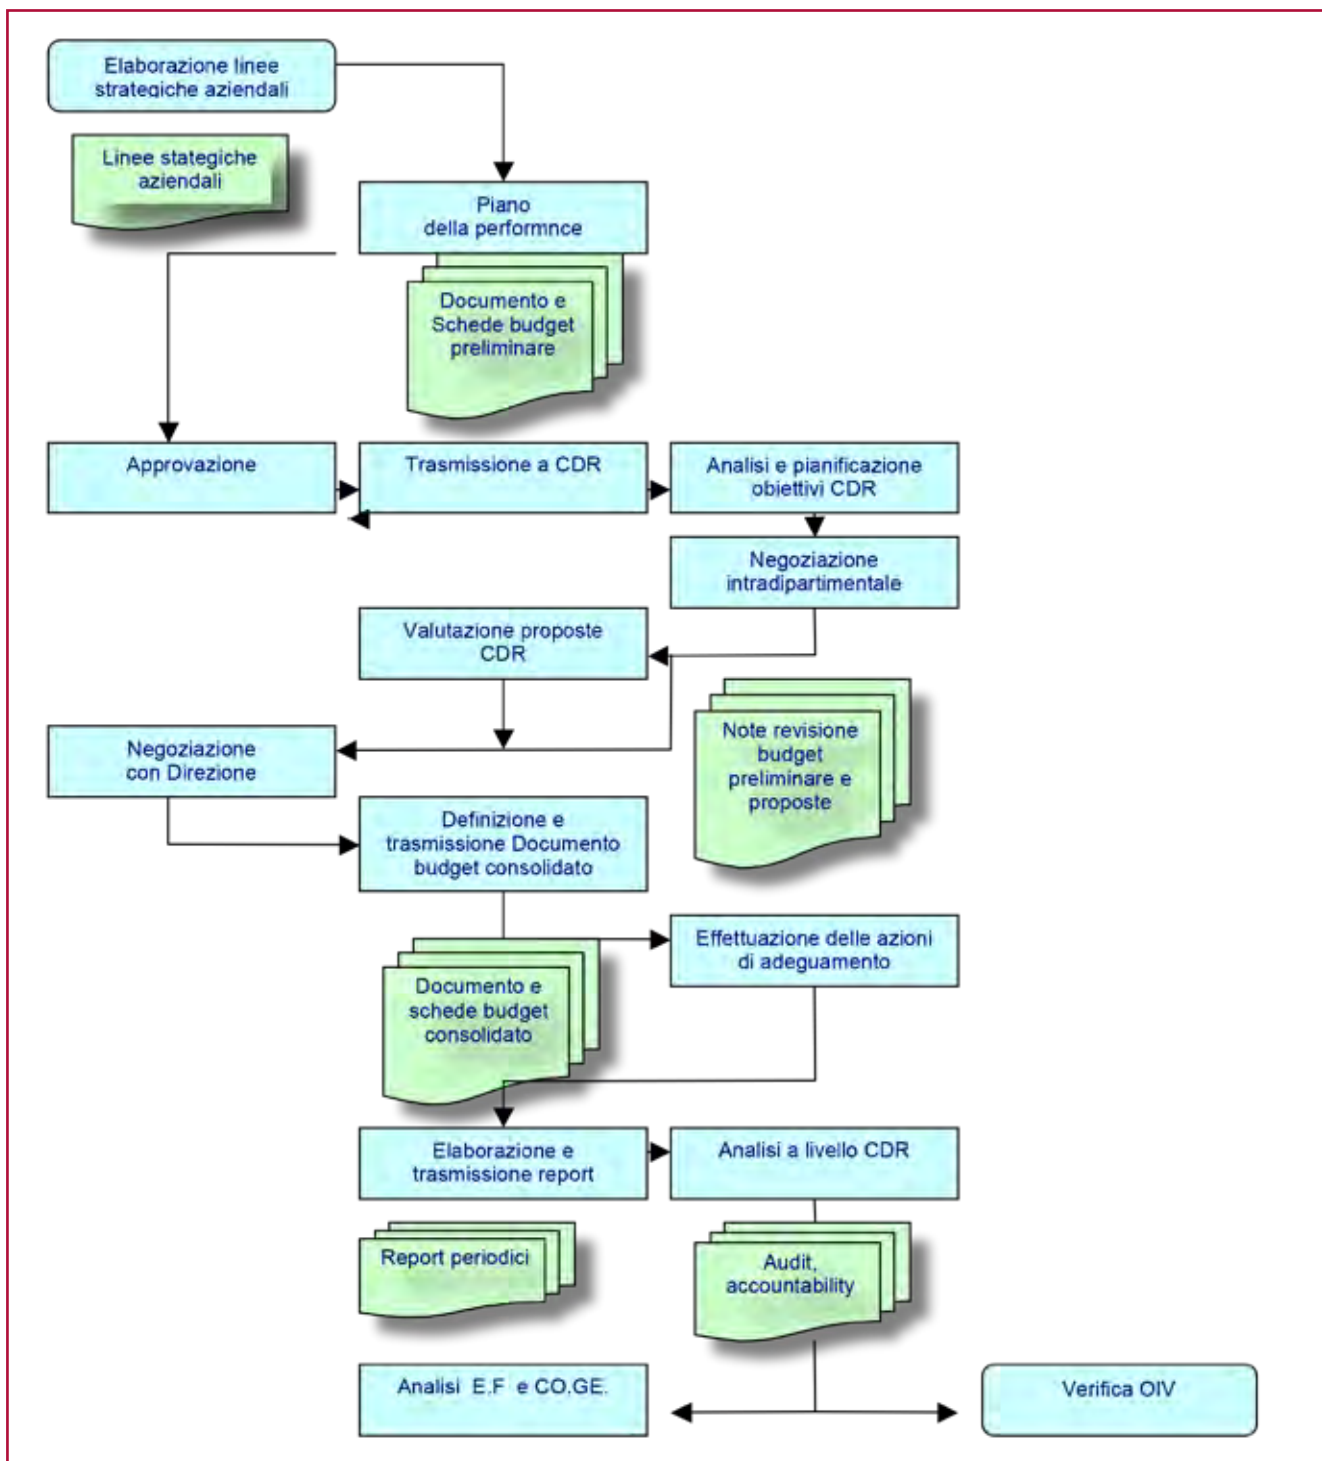 Elaborazione linee
strategiche aziendali
Linee stategiche
aziendali
Piano
della performnce
Documento e
Schede budget
preliminare
Approvazione
Trasmissione a CDR
Analisi e pianificazione
obiettivi CDR
Negoziazione
intradipartimentale
Valutazione proposte
CDR
Note revisione
budget
preliminare e
proposte
Negoziazione
con Direzione
Definizione e
trasmissione Documento
budget consolidato
Effettuazione delle azioni
di adeguamento
Documento e
schede budget
consolidato
Elaborazione e
trasmissione report
Analisi a livello CDR
Report periodici
Audit,
accountability
Analisi E.F e CO.GE.
Verifica OIV